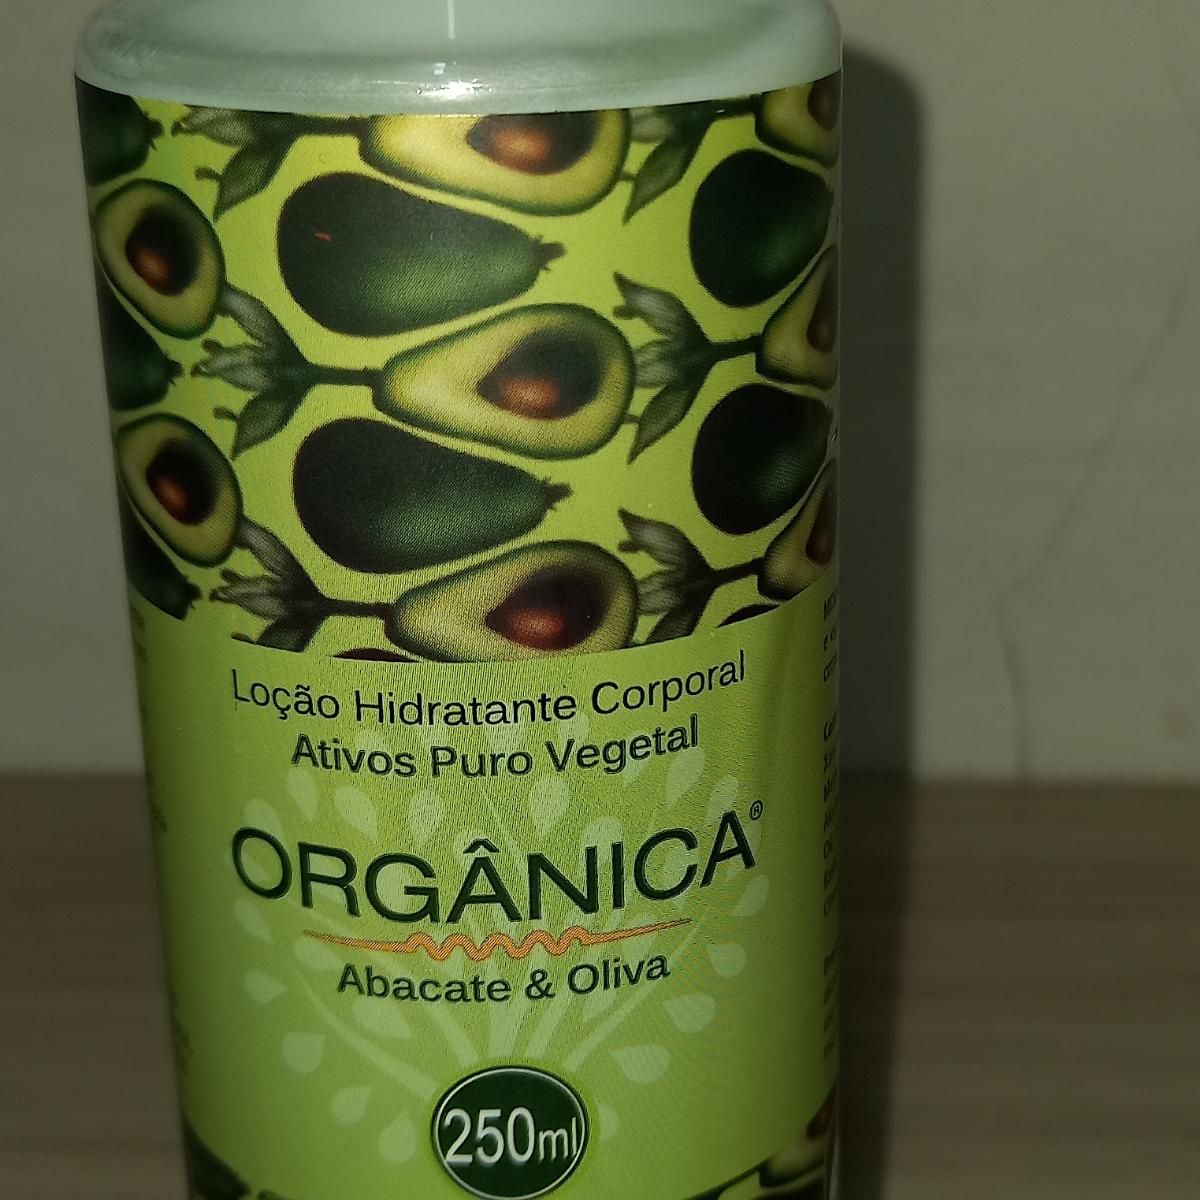 Loção Hidratante Corporal
Ativos Puro Vegetal
ORGÂNICA®
Abacate & Oliva
250ml